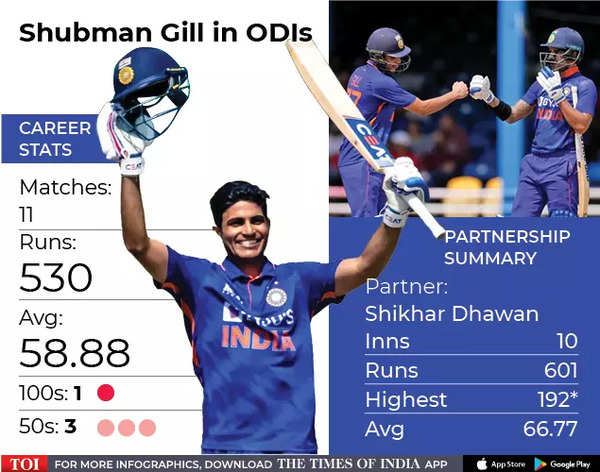 Shubman Gill in ODIs
CAREER
STATS
Matches:
11
Runs:
530
Avg:
58.88
100s: 1
50s: 3
CEAT
INDIA
INDIA
PARTNERSHIP
SUMMARY
Partner:
Shikhar Dhawan
Inns 10
Runs 601
Highest 192*
Avg 66.77
TOI FOR MORE INFOGRAPHICS, DOWNLOAD THE TIMES OF INDIA APP App Store Google Play